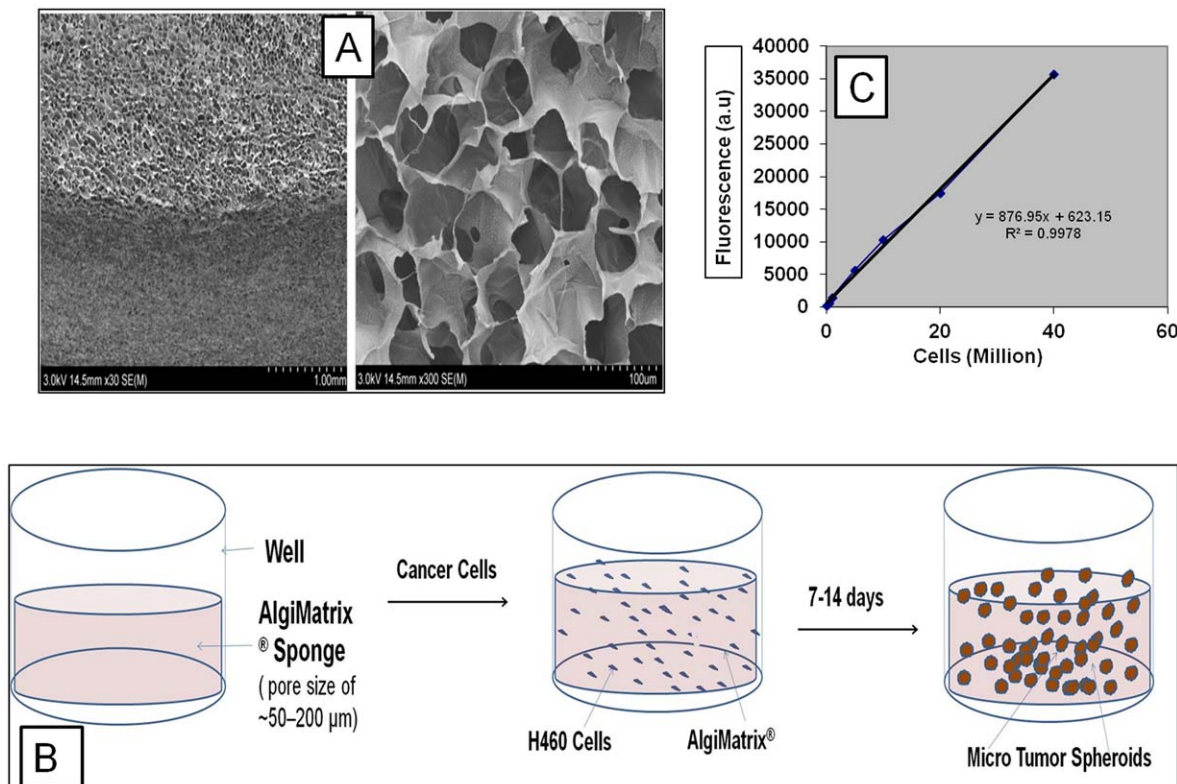 A
3.0kV 14.5mm x30 SE(M)
1.00mm
3.0kV 14.5mm x300 SE(M)
100um
C
Fluorescence (a.u)
40000
35000
30000
25000
20000
15000
10000
5000
0
y = 876.95x + 623.15
R² = 0.9978
0
20
40
60
Cells (Million)
Well
AlgiMatrix
® Sponge
( pore size of
~50–200 µm)
Cancer Cells
H460 Cells
AlgiMatrix®
7-14 days
Micro Tumor Spheroids
B